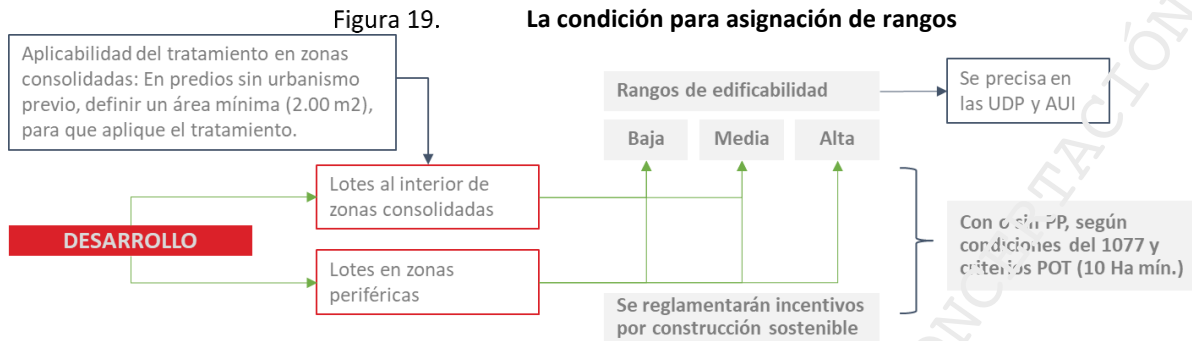 Figura 19. La condición para asignación de rangos
Aplicabilidad del tratamiento en zonas
consolidadas: En predios sin urbanismo
previo, definir un área mínima (2.00 m2),
para que aplique el tratamiento.
Rangos de edificabilidad
Se precisa en
las UDP y AUI
Baja
Media
Alta
Lotes al interior de
zonas consolidadas
DESARROLLO
Lotes en zonas
periféricas
Con o sin PP, según
condiciones del 1077 y
criterios POT (10 Ha mín.)
Se reglamentarán incentivos
por construcción sostenible
ONCERTACIÓN